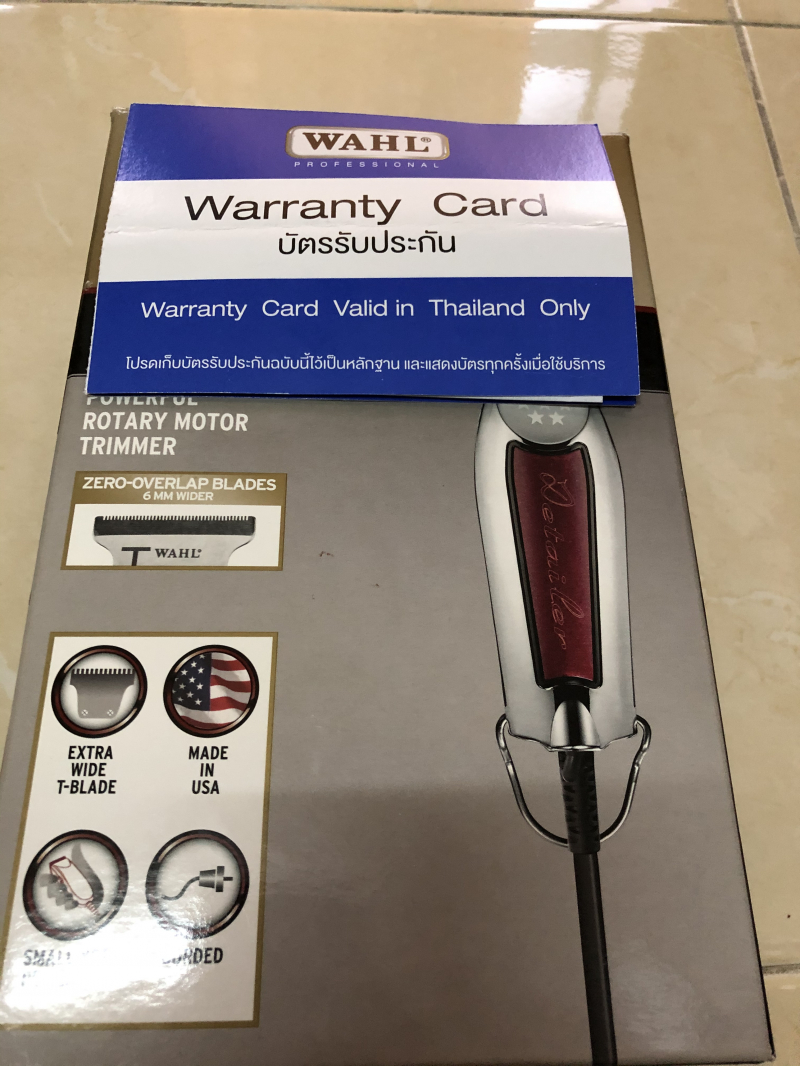 WAHL®
PROFESSIONAL
Warranty Card
บัตรรับประกัน
Warranty Card Valid in Thailand Only
โปรดเก็บบัตรรับประกันฉบับนี้ไว้เป็นหลักฐาน และแสดงบัตรทุกครั้งเมื่อใช้บริการ
POWERFUL
ROTARY MOTOR
TRIMMER
ZERO-OVERLAP BLADES
6 MM WIDER
WAHL®
Detailer
EXTRA
WIDE
T-BLADE
MADE
IN
USA
CORDED